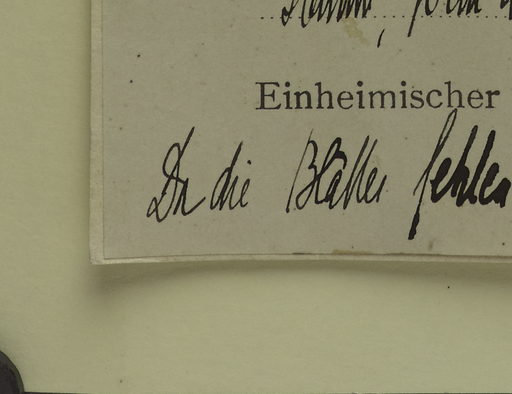 Einheimischer
Da die Blätter fehlen